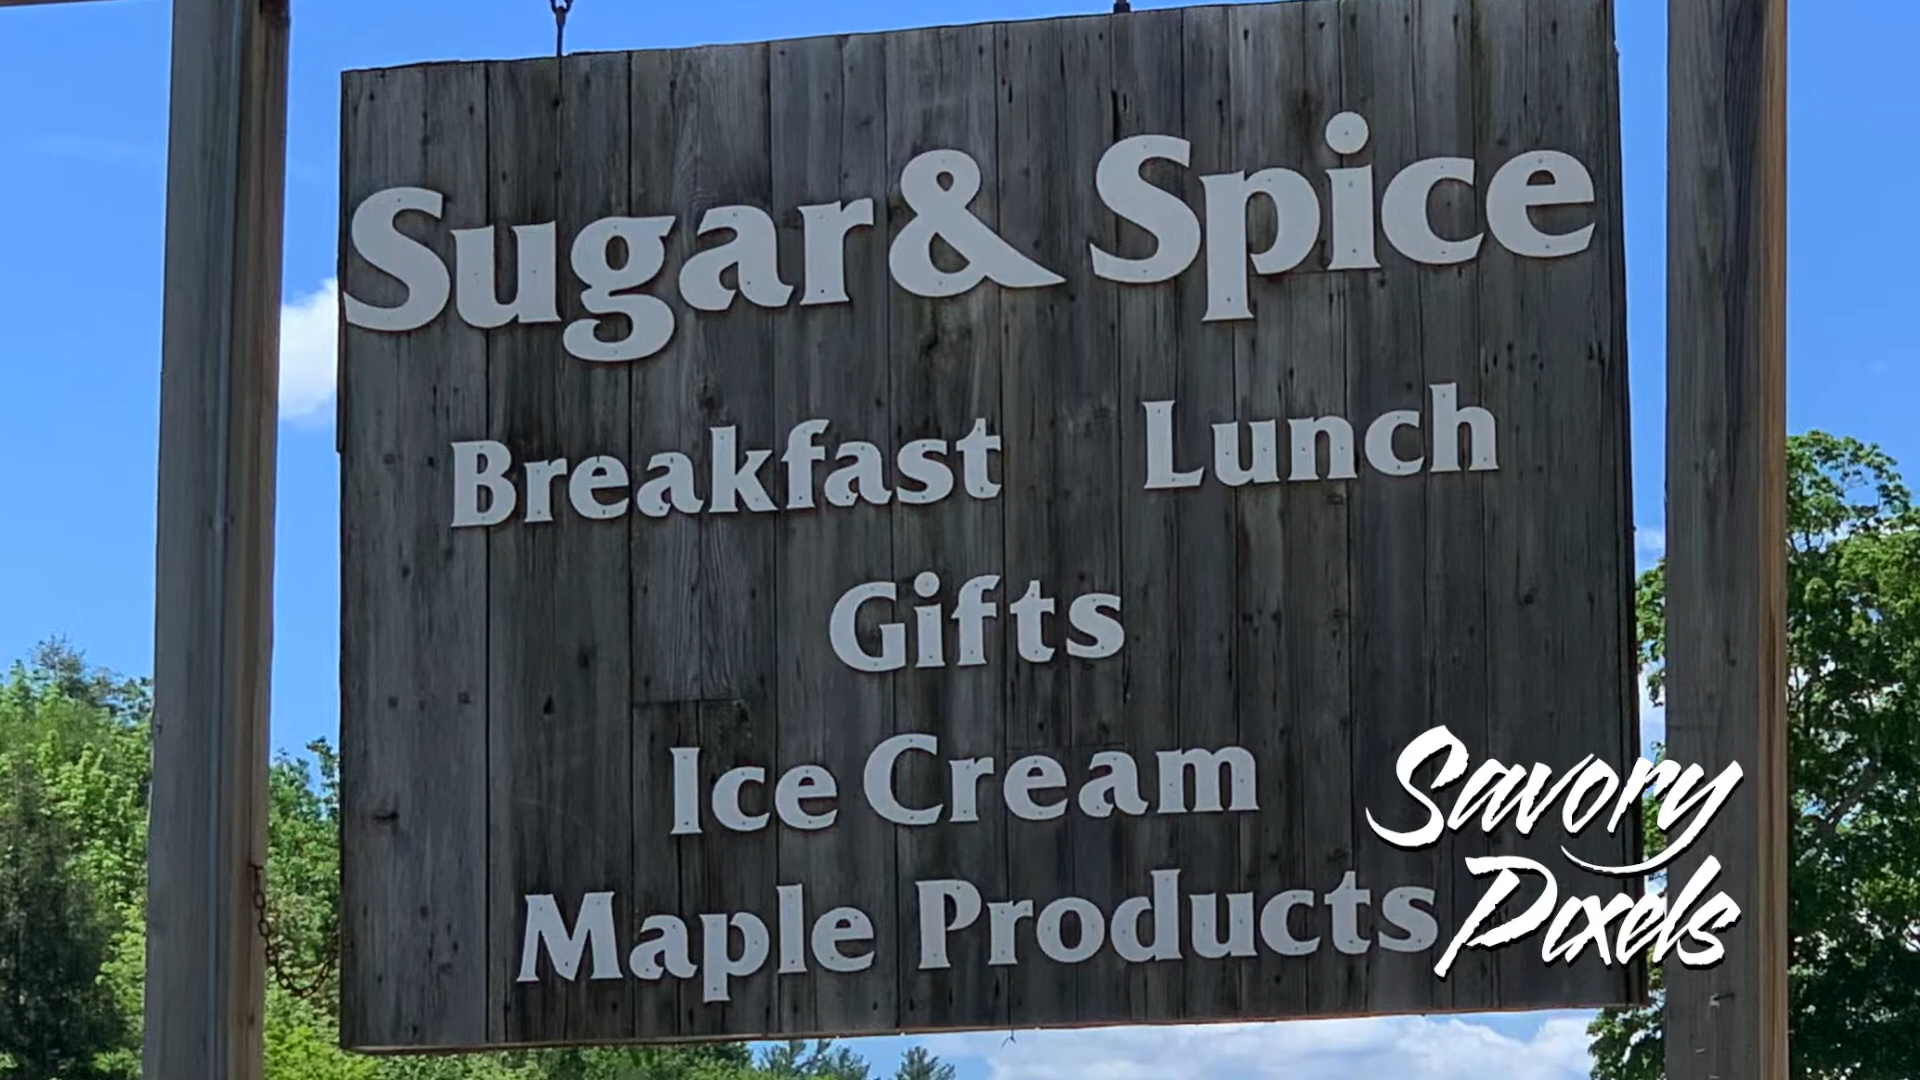 Sugar & Spice
Breakfast Lunch
Gifts
Ice Cream
Maple Products
Savory
Pixels